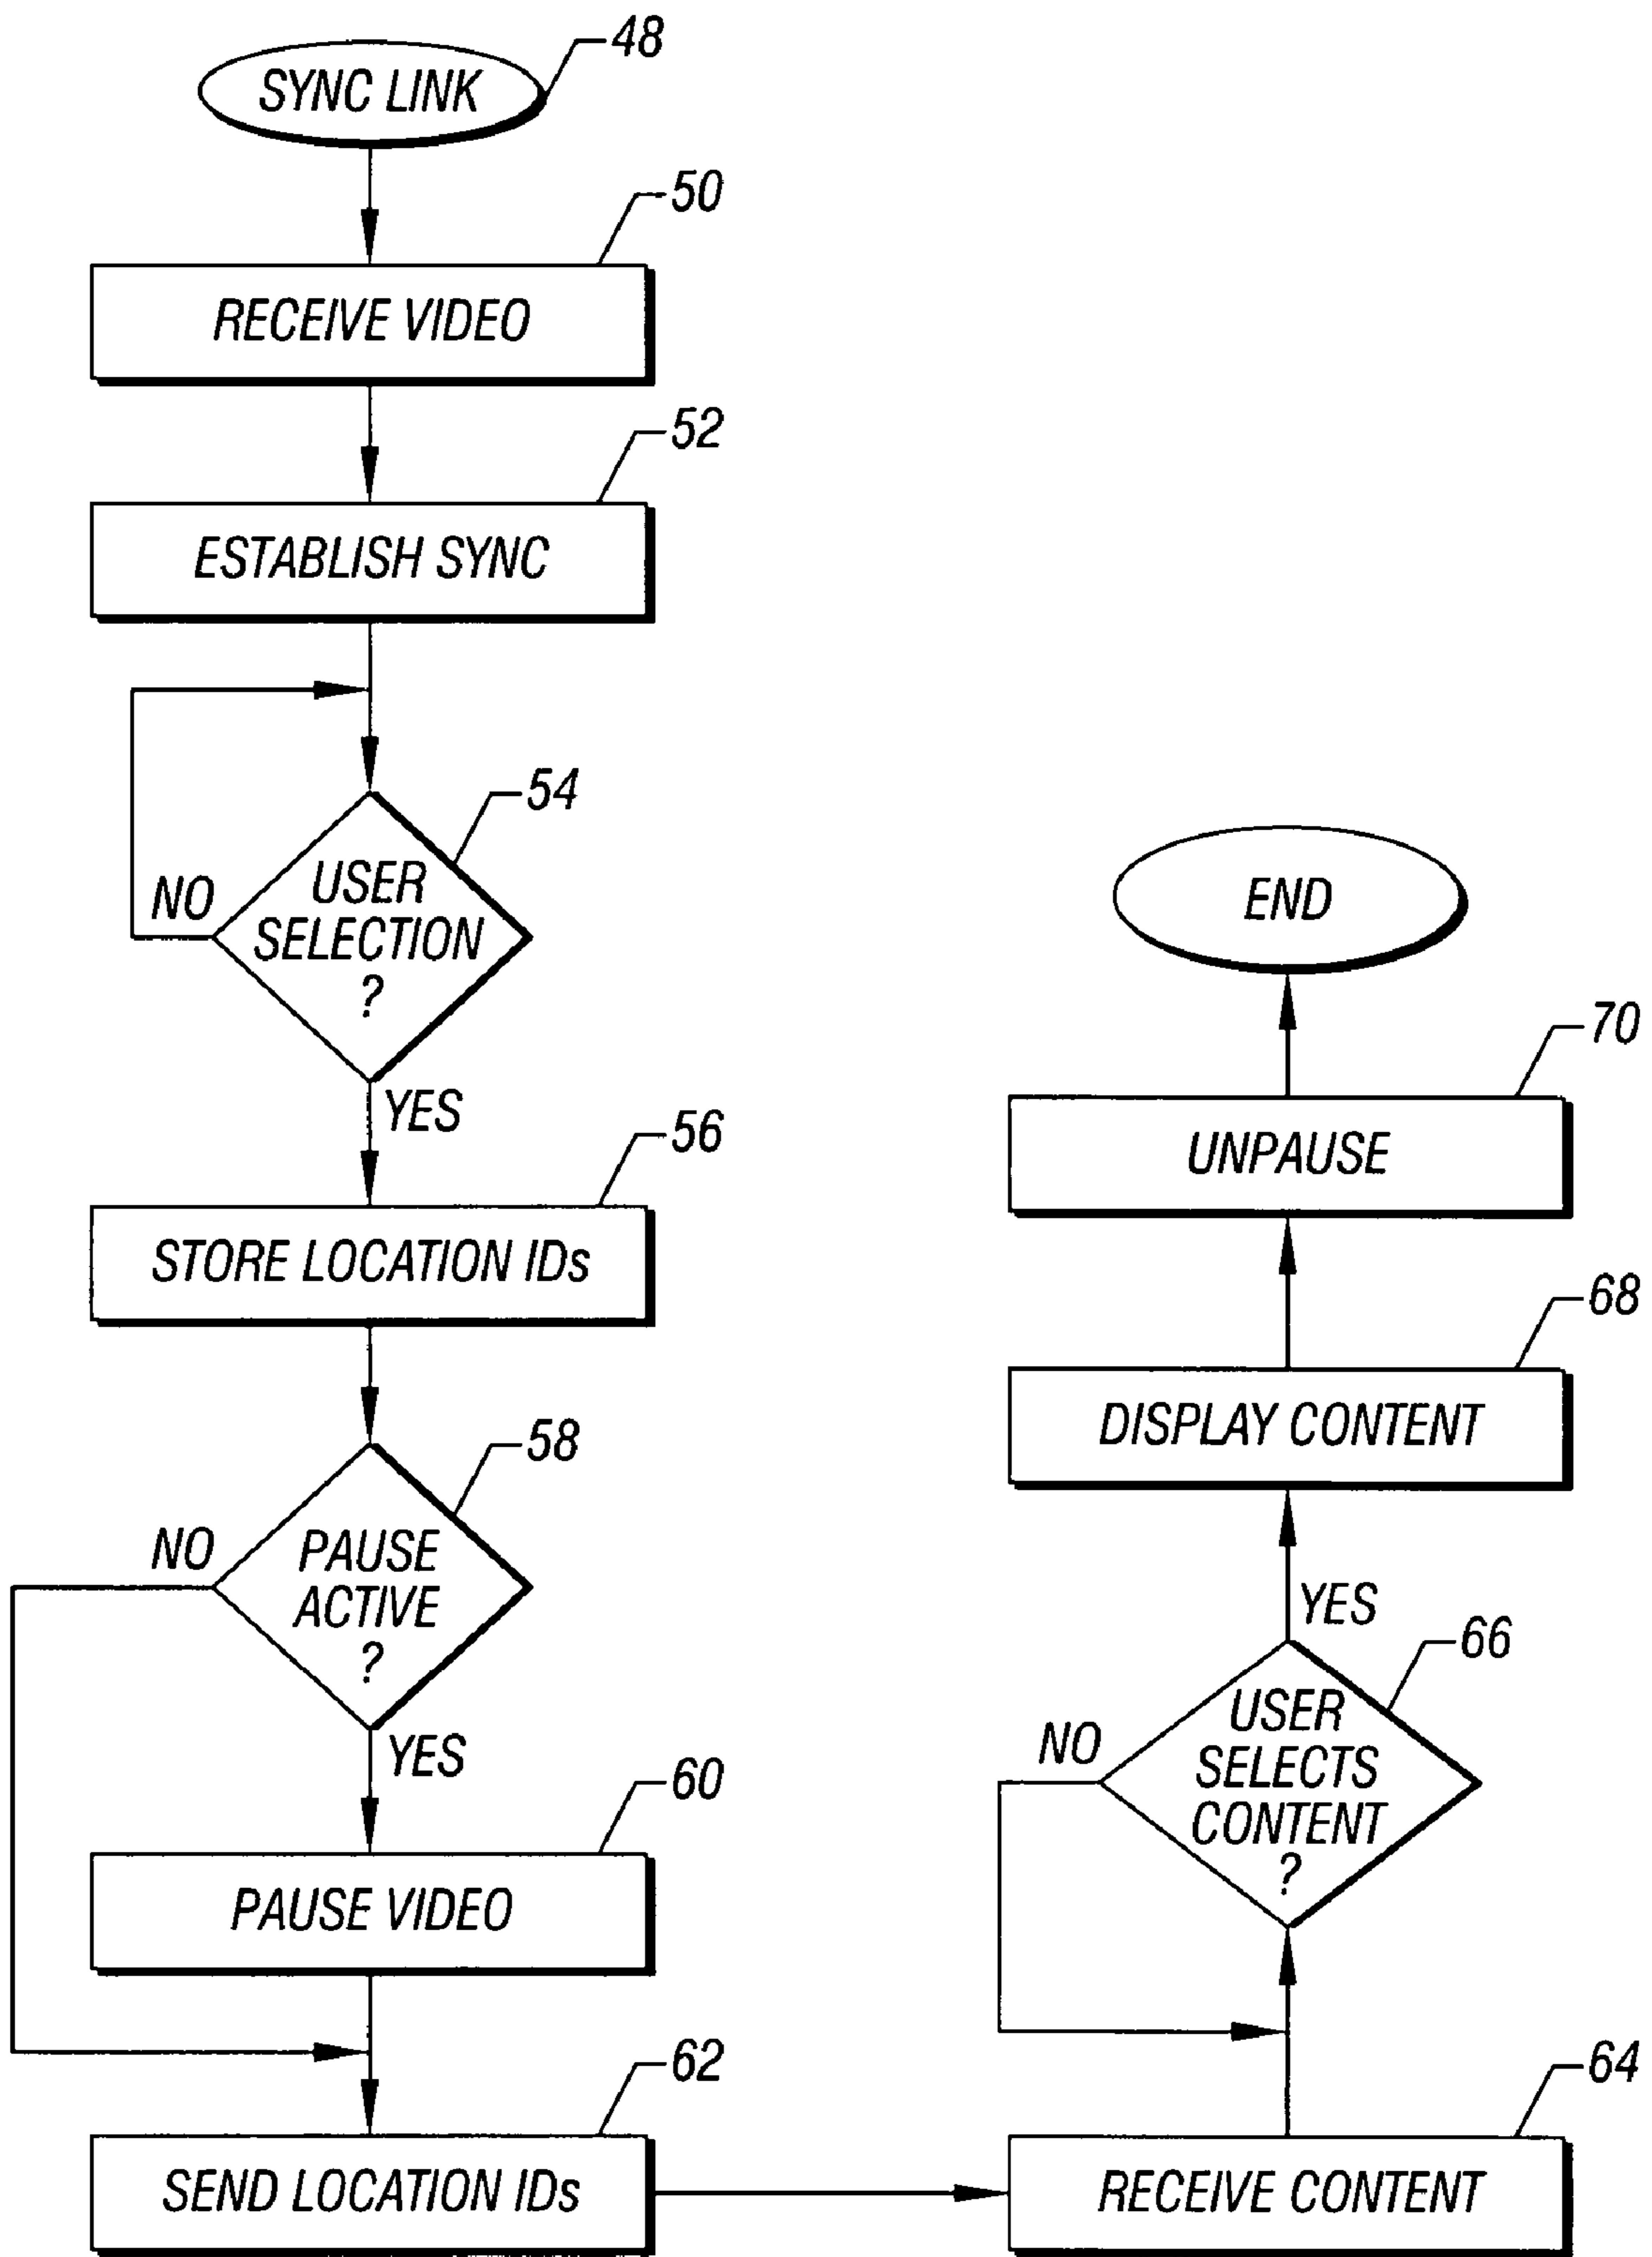 SYNC LINK
48
50
RECEIVE VIDEO
52
ESTABLISH SYNC
54
NO
USER
SELECTION
?
YES
56
STORE LOCATION IDs
58
NO
PAUSE
ACTIVE
?
YES
60
PAUSE VIDEO
62
SEND LOCATION IDs
64
RECEIVE CONTENT
66
NO
USER
SELECTS
CONTENT
?
YES
68
DISPLAY CONTENT
70
UNPAUSE
END